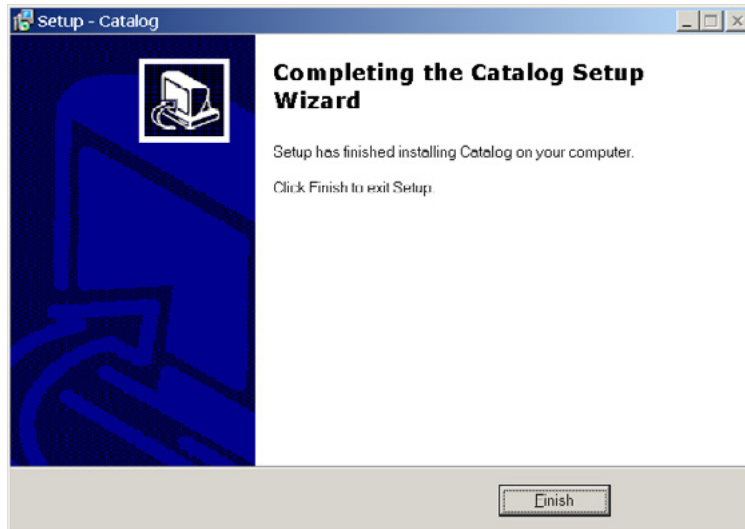 Setup - Catalog
Completing the Catalog Setup
Wizard
Setup has finished installing Catalog on your computer.
Click Finish to exit Setup.
Finish